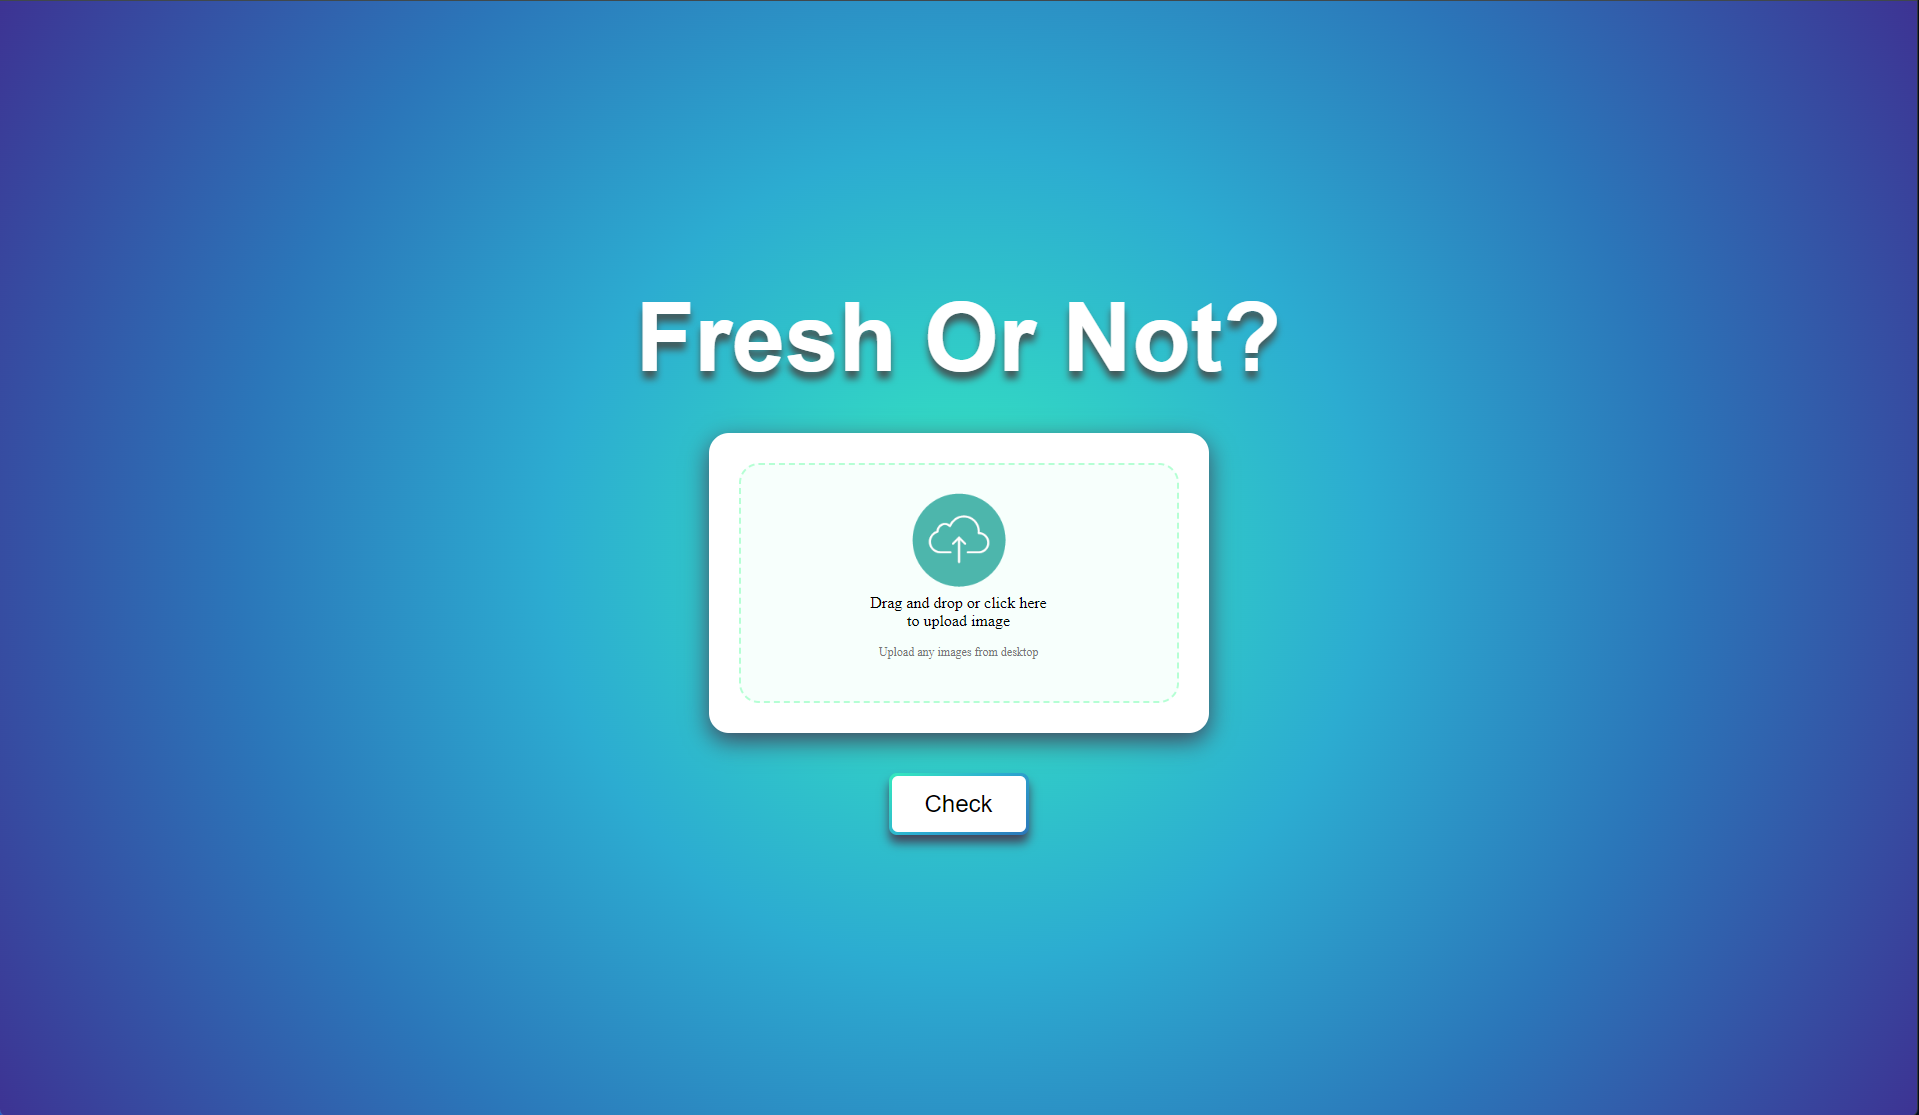 Fresh Or Not?
Drag and drop or click here
to upload image
Upload any images from desktop
Check